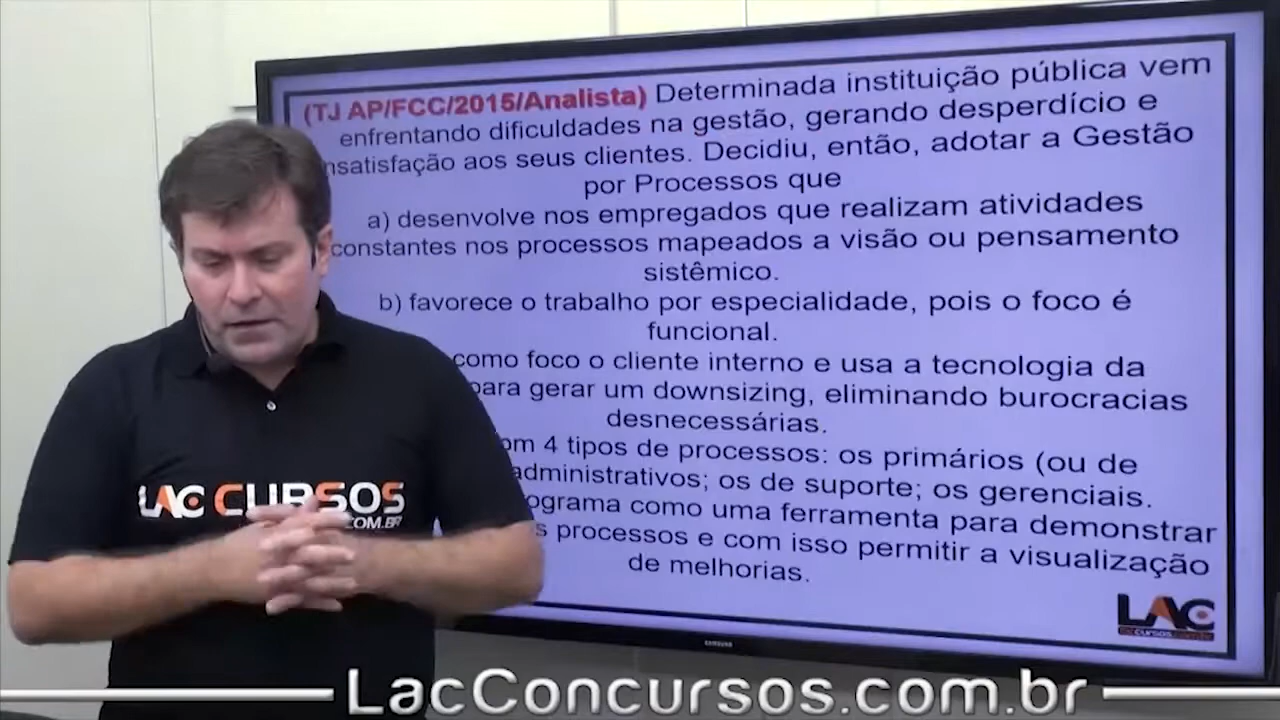 (TJ AP/FCC/2015/Analista) Determinada instituição pública vem
enfrentando dificuldades na gestão, gerando desperdício e
nsatisfação aos seus clientes. Decidiu, então, adotar a Gestão
por Processos que
a) desenvolve nos empregados que realizam atividades
constantes nos processos mapeados a visão ou pensamento
sistêmico.
b) favorece o trabalho por especialidade, pois o foco é
funcional.
como foco o cliente interno e usa a tecnologia da
para gerar um downsizing, eliminando burocracias
desnecessárias.
om 4 tipos de processos: os primários (ou de
administrativos; os de suporte; os gerenciais.
ograma como uma ferramenta para demonstrar
s processos e com isso permitir a visualização
de melhorias.
LAC CURSOS
.COM.BR
SAMSUNG
LAC
cursos.com.br
LacConcursos.com.br